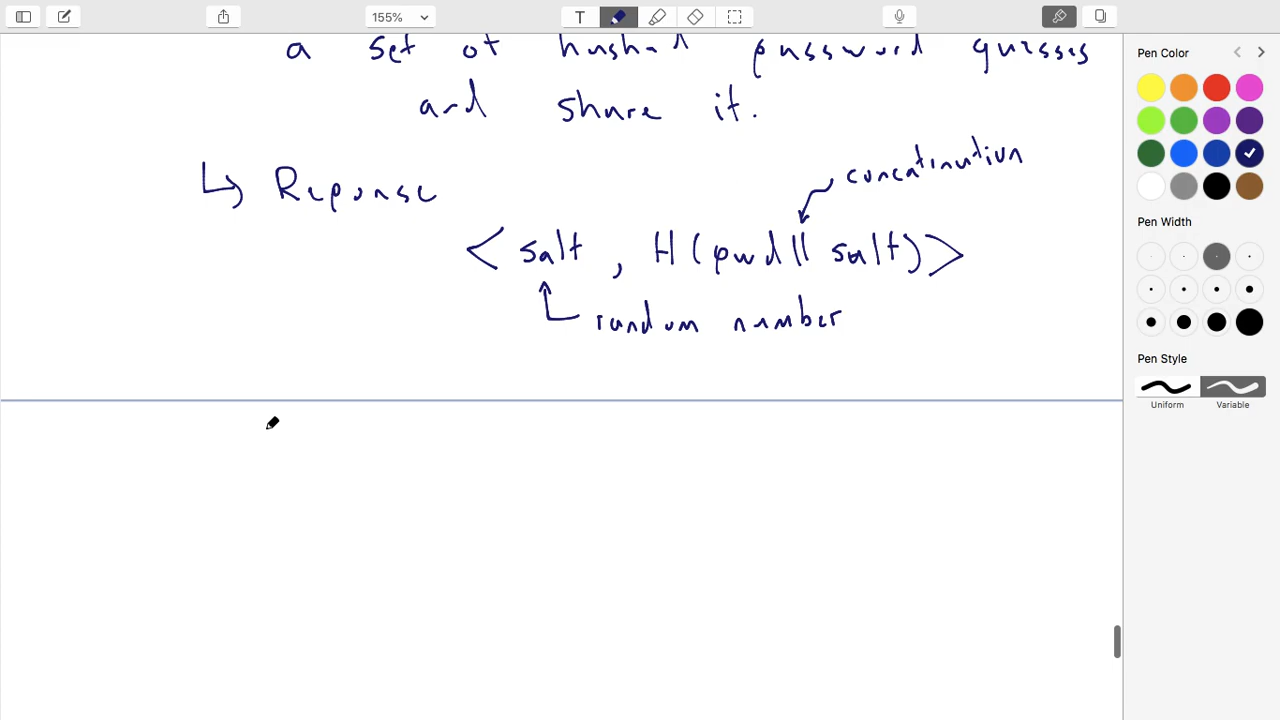 155%
T
a set of hashed password guesses
and share it.
Reponse
concatination
< salt , H(pwd|| salt)>
random number
Pen Color
Pen Width
Pen Style
Uniform Variable